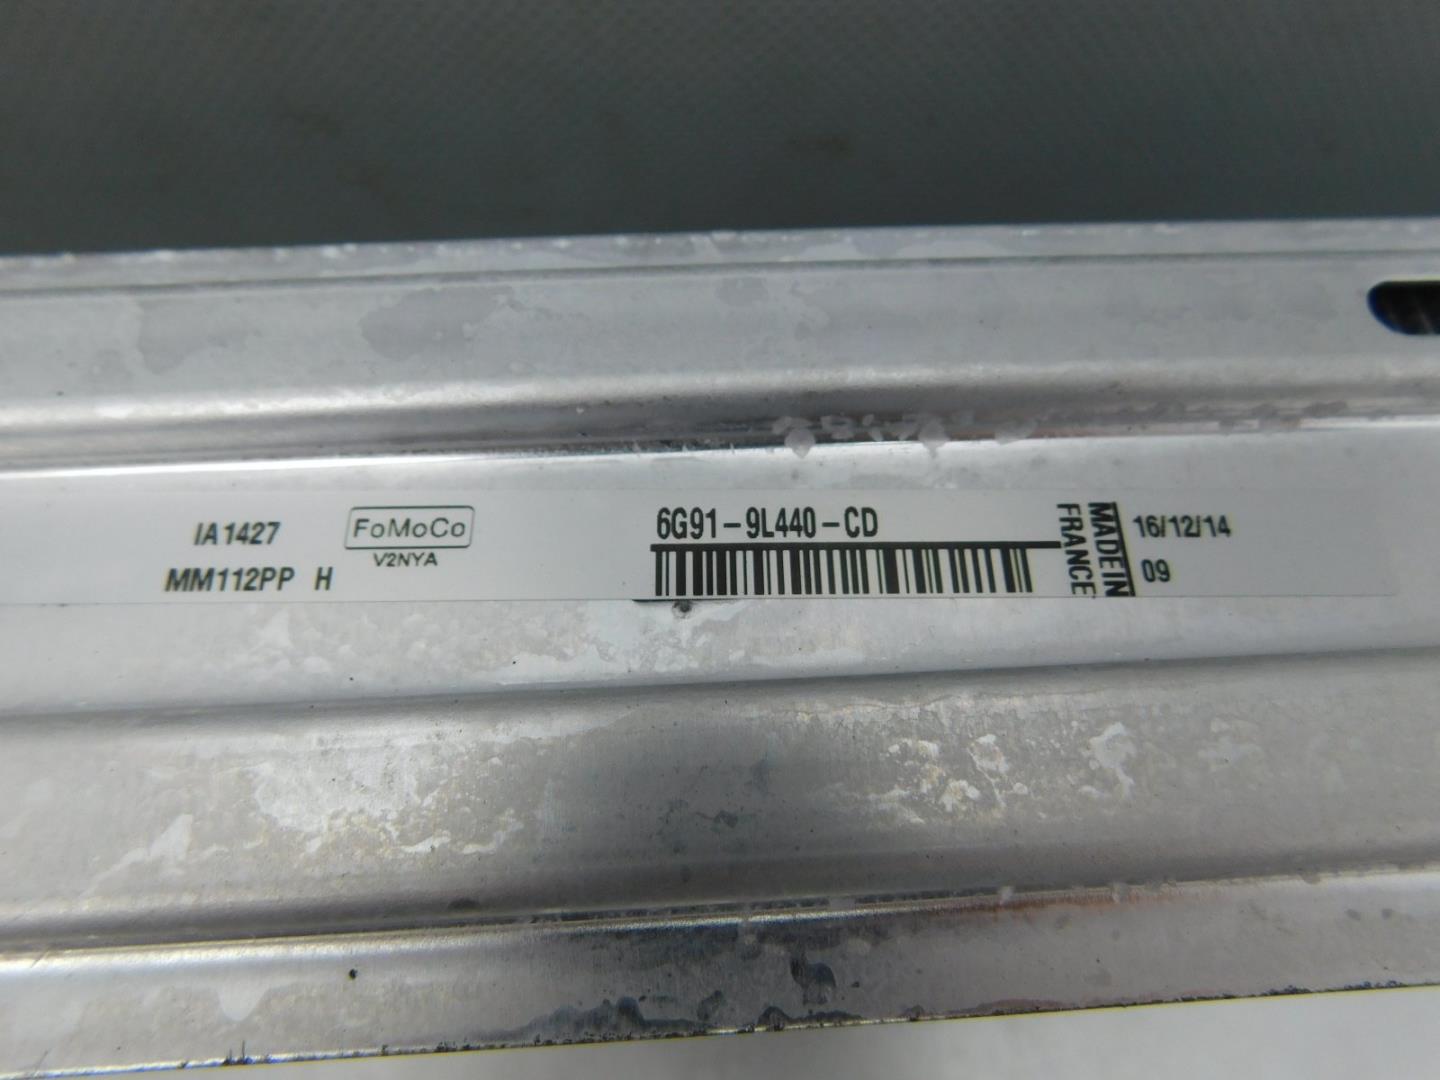 IA1427
MM112PP H
FoMoCo
V2NYA
6G91-9L440-CD
MADE IN
FRANCE
16/12/14
09